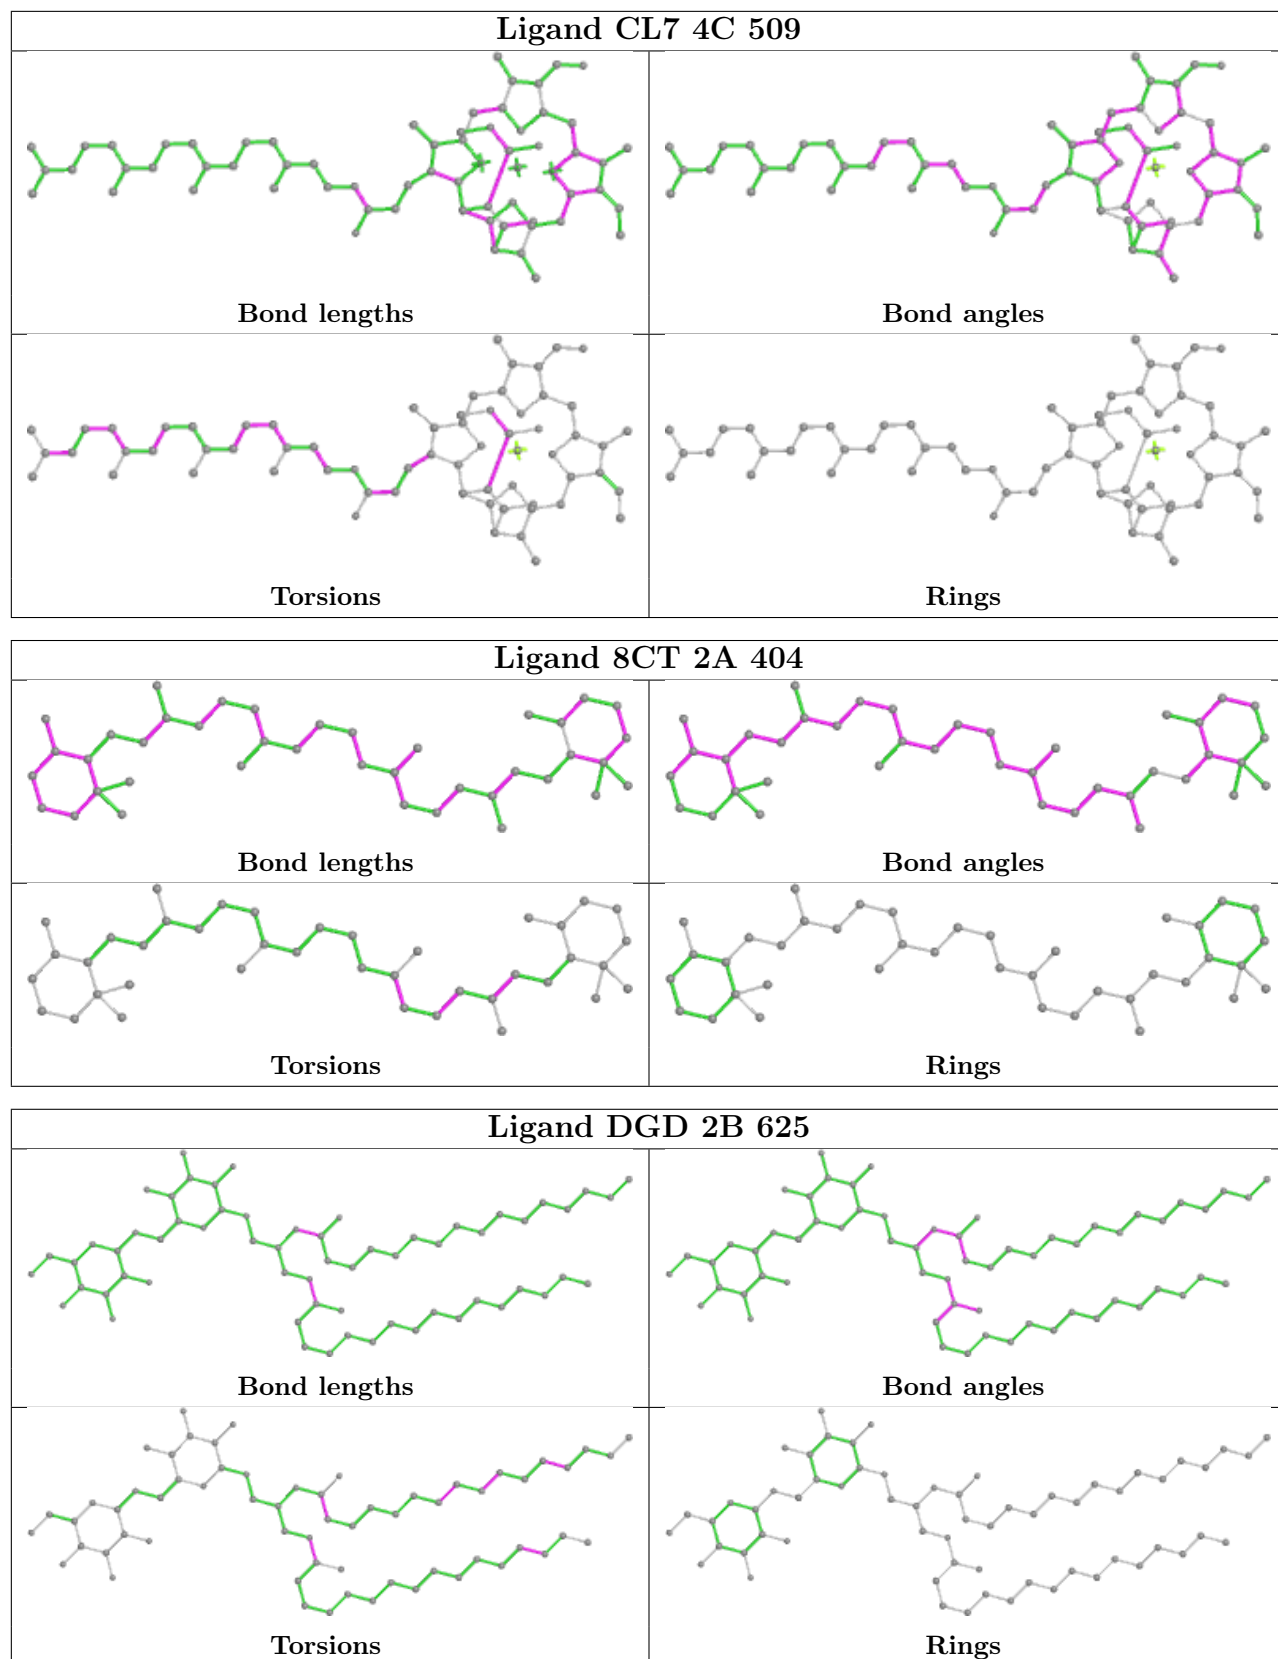 Ligand CL7 4C 509
Bond lengths
Bond angles
Torsions
Rings
Ligand 8CT 2A 404
Bond lengths
Bond angles
Torsions
Rings
Ligand DGD 2B 625
Bond lengths
Bond angles
Torsions
Rings